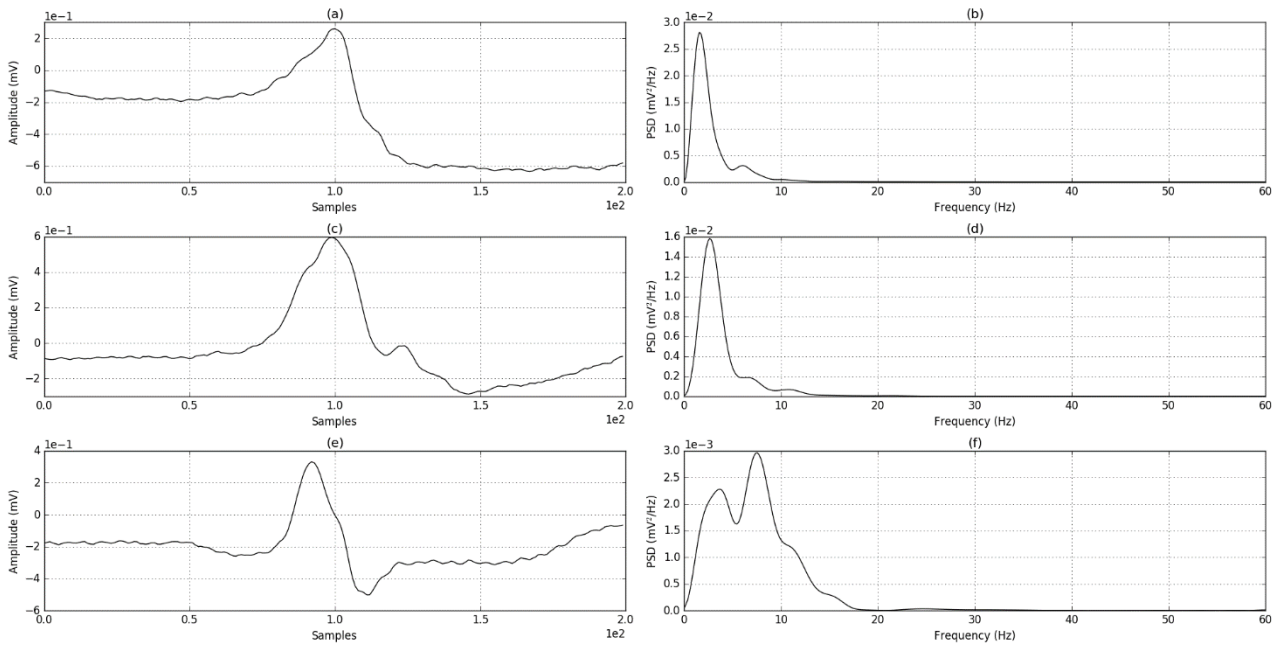 (a)
1e−1
2
0
−2
−4
−6
Amplitude (mV)
0.0 0.5 1.0 1.5 2.0
Samples
1e2
(b)
1e−2
3.0
2.5
2.0
1.5
1.0
0.5
0.0
PSD (mV²/Hz)
0 10 20 30 40 50 60
Frequency (Hz)
(c)
1e−1
6
4
2
0
−2
Amplitude (mV)
0.0 0.5 1.0 1.5 2.0
Samples
1e2
(d)
1e−2
1.6
1.4
1.2
1.0
0.8
0.6
0.4
0.2
0.0
PSD (mV²/Hz)
0 10 20 30 40 50 60
Frequency (Hz)
(e)
1e−1
4
2
0
−2
−4
−6
Amplitude (mV)
0.0 0.5 1.0 1.5 2.0
Samples
1e2
(f)
1e−3
3.0
2.5
2.0
1.5
1.0
0.5
0.0
PSD (mV²/Hz)
0 10 20 30 40 50 60
Frequency (Hz)